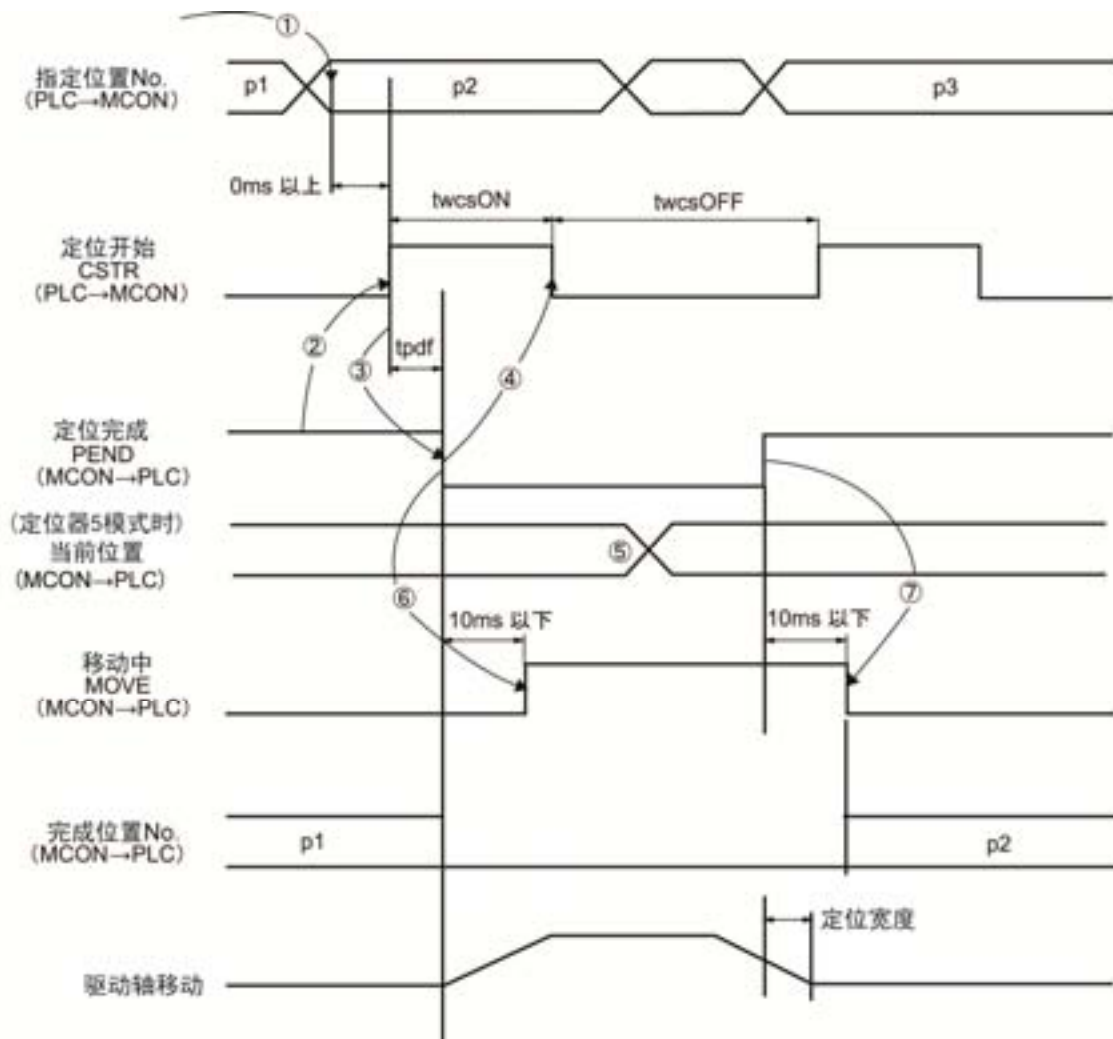 ①
指定位置No.
(PLC→MCON)
p1
p2
p3
0ms 以上
twcsON
twcsOFF
定位开始
CSTR
(PLC→MCON)
②
③
tpdf
④
定位完成
PEND
(MCON→PLC)
(定位器5模式时)
当前位置
(MCON→PLC)
⑤
⑥
⑦
10ms 以下
10ms 以下
移动中
MOVE
(MCON→PLC)
完成位置No.
(MCON→PLC)
p1
p2
定位宽度
驱动轴移动